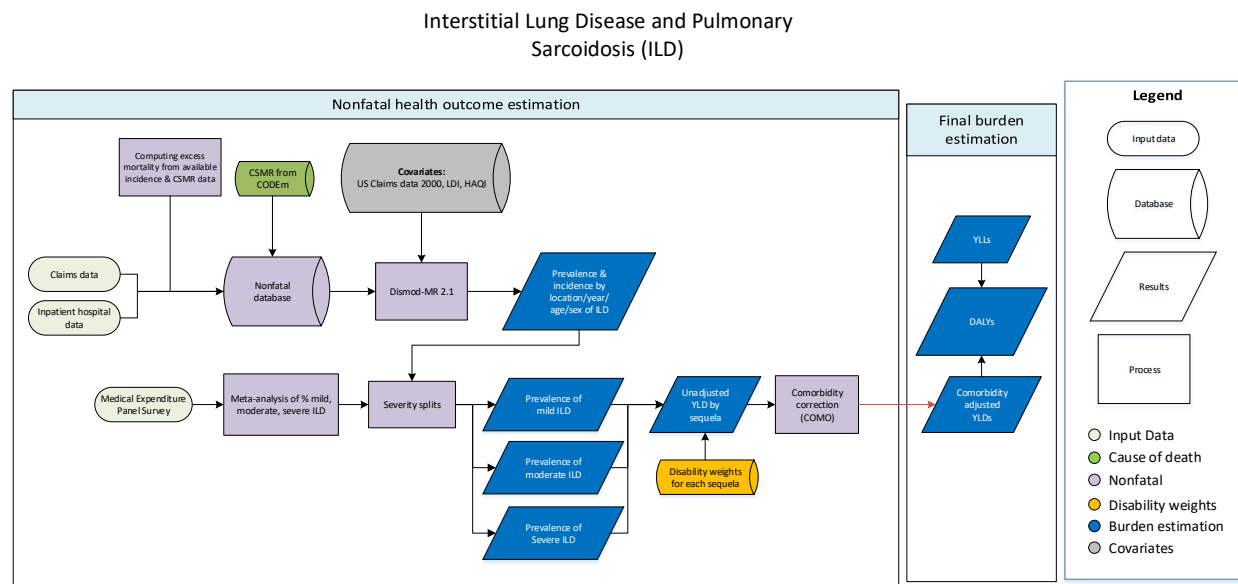 Interstitial Lung Disease and Pulmonary
Sarcoidosis (ILD)
Nonfatal health outcome estimation
Computing excess
mortality from available
incidence & CSMR data
CSMR from
CODEm
Covariates:
US Claims data 2000, LDI, HAQI
Claims data
Inpatient hospital
data
Nonfatal
database
Dismod-MR 2.1
Prevalence &
incidence by
location/year/
age/sex of ILD
Medical Expenditure
Panel Survey
Meta-analysis of % mild,
moderate, severe ILD
Severity splits
Prevalence of
mild ILD
Prevalence of
moderate ILD
Prevalence of
Severe ILD
Unadjusted
YLD by
sequela
Disability weights
for each sequela
Comorbidity
correction
(COMO)
Final burden
estimation
YLLs
DALYs
Comorbidity
adjusted
YLDs
Legend
Input data
Database
Results
Process
Input Data
Cause of death
Nonfatal
Disability weights
Burden estimation
Covariates